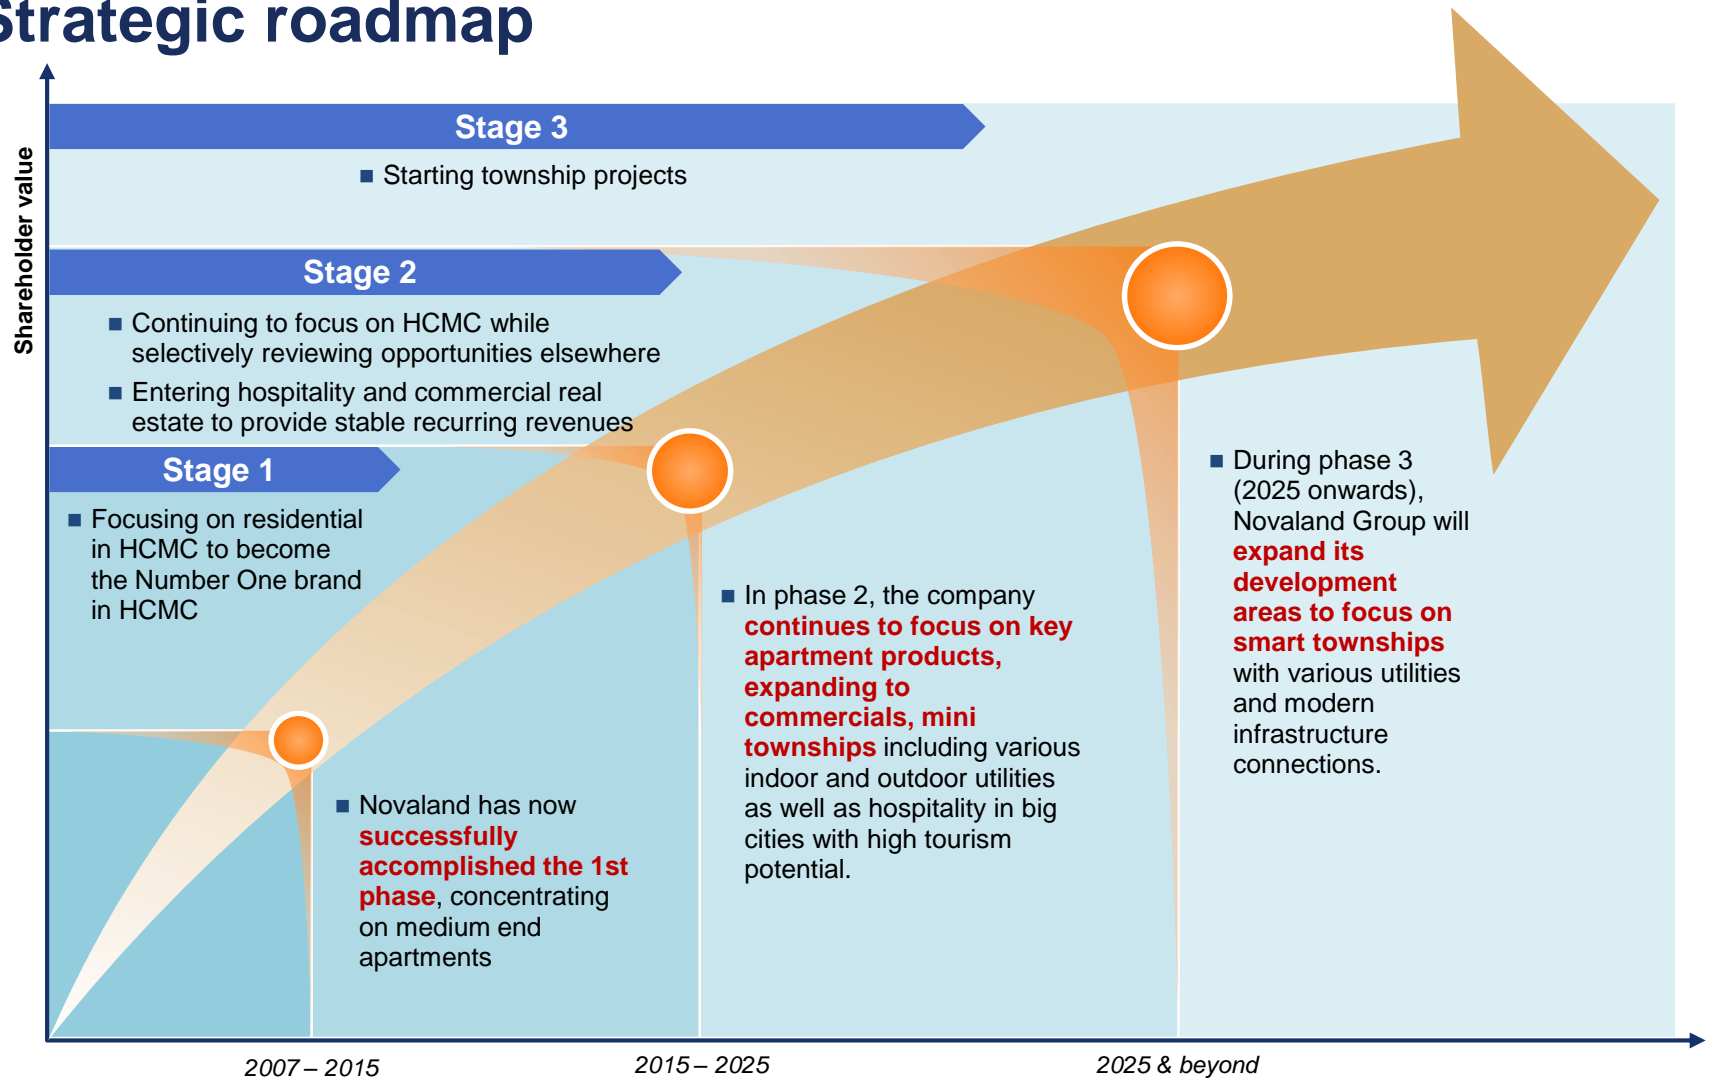 Strategic roadmap
Shareholder value
Stage 3
■ Starting township projects
Stage 2
■ Continuing to focus on HCMC while
selectively reviewing opportunities elsewhere
■ Entering hospitality and commercial real
estate to provide stable recurring revenues
Stage 1
■ Focusing on residential
in HCMC to become
the Number One brand
in HCMC
■ Novaland has now
successfully
accomplished the 1st
phase, concentrating
on medium end
apartments
■ In phase 2, the company
continues to focus on key
apartment products,
expanding to
commercials, mini
townships including various
indoor and outdoor utilities
as well as hospitality in big
cities with high tourism
potential.
■ During phase 3
(2025 onwards),
Novaland Group will
expand its
development
areas to focus on
smart townships
with various utilities
and modern
infrastructure
connections.
2007 – 2015
2015 – 2025
2025 & beyond